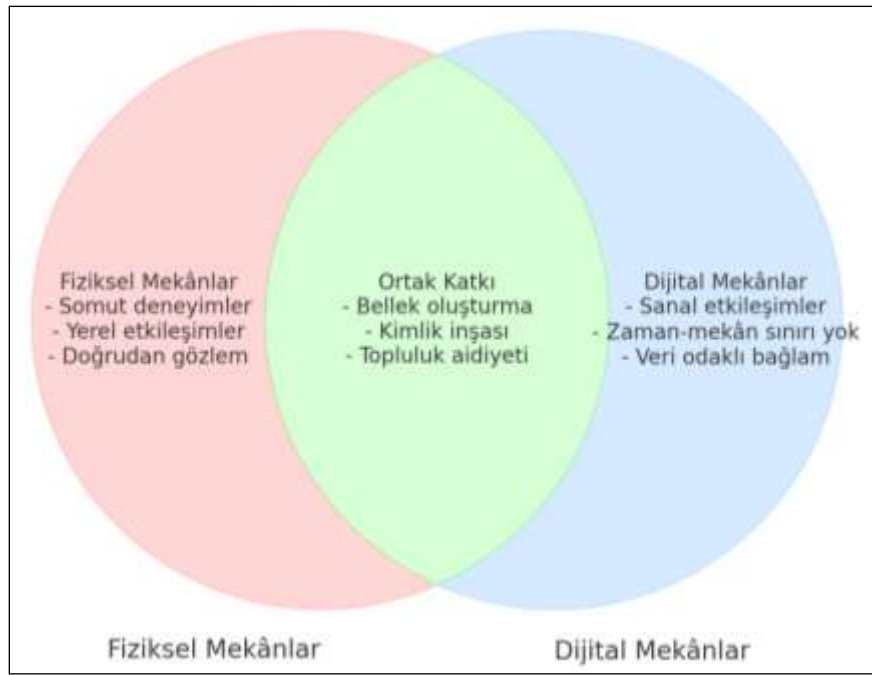 Fiziksel Mekânlar
- Somut deneyimler
- Yerel etkileşimler
- Doğrudan gözlem
Ortak Katkı
- Bellek oluşturma
- Kimlik inşası
- Topluluk aidiyeti
Dijital Mekânlar
- Sanal etkileşimler
- Zaman-mekân sınırı yok
- Veri odaklı bağlam
Fiziksel Mekânlar
Dijital Mekânlar